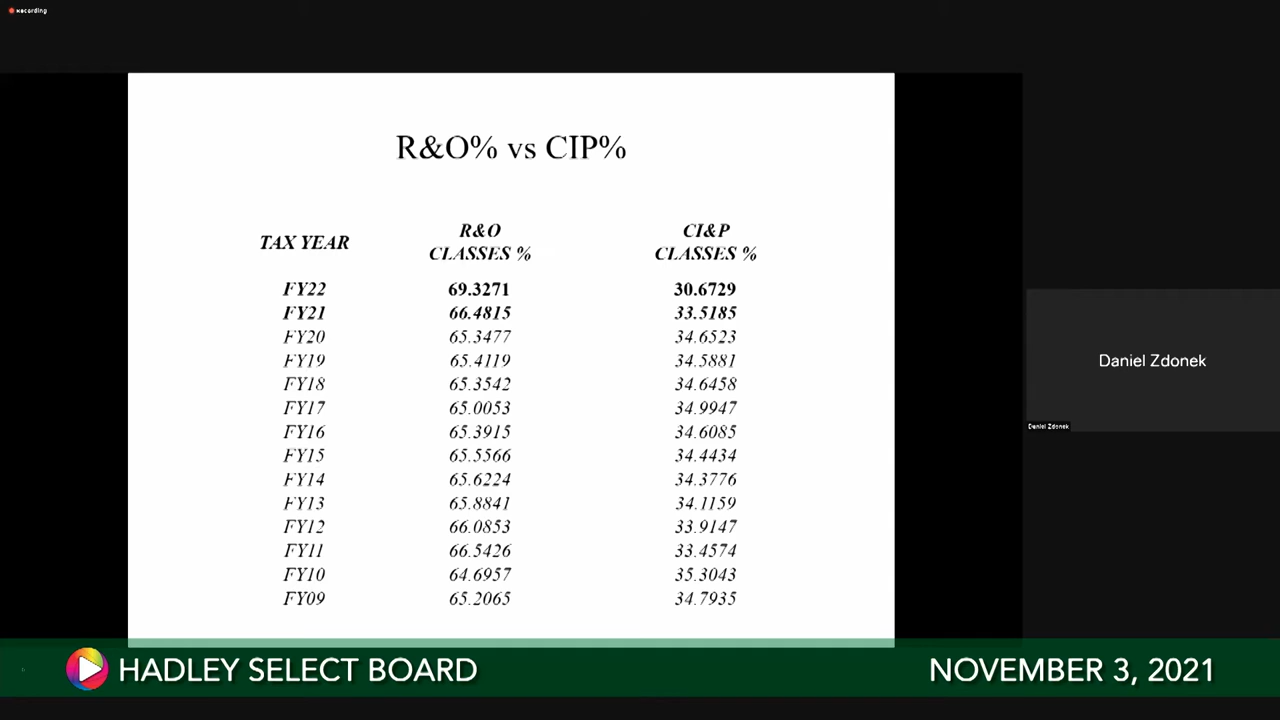 Recording
R&O% vs CIP%
TAX YEAR R&O CLASSES % CI&P CLASSES %
FY22 69.3271 30.6729
FY21 66.4815 33.5185
FY20 65.3477 34.6523
FY19 65.4119 34.5881
FY18 65.3542 34.6458
FY17 65.0053 34.9947
FY16 65.3915 34.6085
FY15 65.5566 34.4434
FY14 65.6224 34.3776
FY13 65.8841 34.1159
FY12 66.0853 33.9147
FY11 66.5426 33.4574
FY10 64.6957 35.3043
FY09 65.2065 34.7935
Daniel Zdonek
Daniel Zdonek
HADLEY SELECT BOARD NOVEMBER 3, 2021